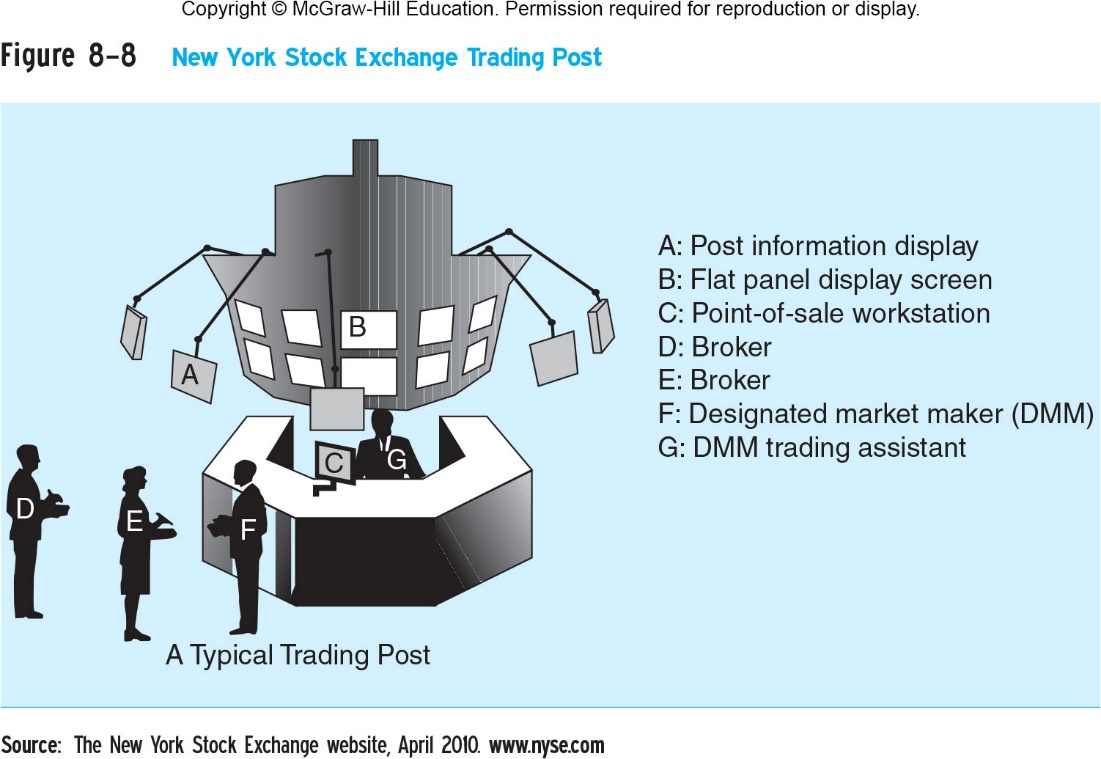 Copyright © McGraw-Hill Education. Permission required for reproduction or display.
Figure 8–8 New York Stock Exchange Trading Post
A: Post information display
B: Flat panel display screen
C: Point-of-sale workstation
D: Broker
E: Broker
F: Designated market maker (DMM)
G: DMM trading assistant
B
A
C
G
D
E
F
A Typical Trading Post
Source: The New York Stock Exchange website, April 2010. www.nyse.com